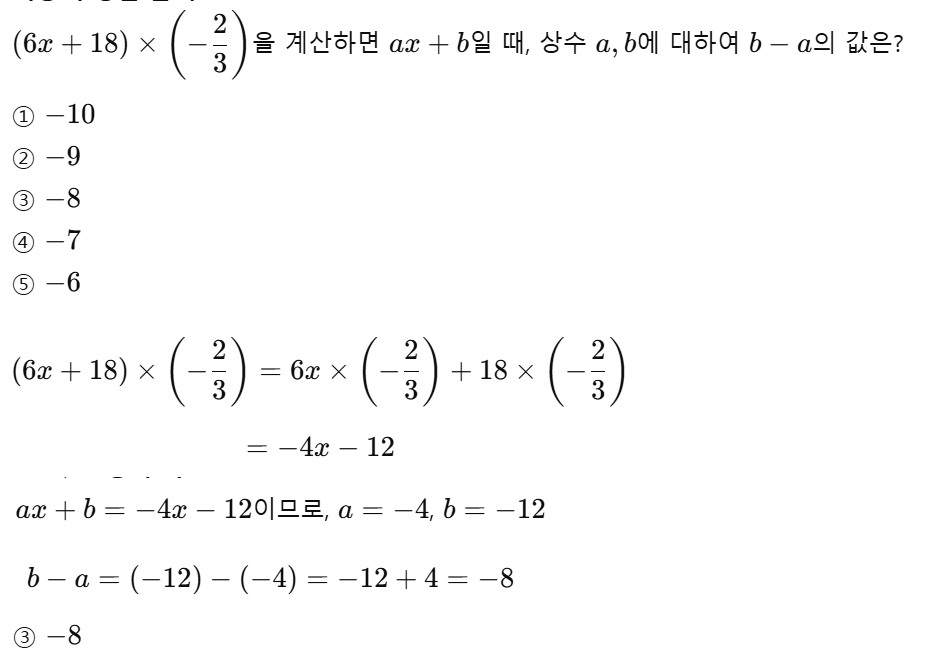 (6x + 18) × (−2/3)을 계산하면 ax + b일 때, 상수 a, b에 대하여 b − a의 값은?
① −10
② −9
③ −8
④ −7
⑤ −6
(6x + 18) × (−2/3) = 6x × (−2/3) + 18 × (−2/3)
= −4x − 12
ax + b = −4x − 12이므로, a = −4, b = −12
b − a = (−12) − (−4) = −12 + 4 = −8
③ −8